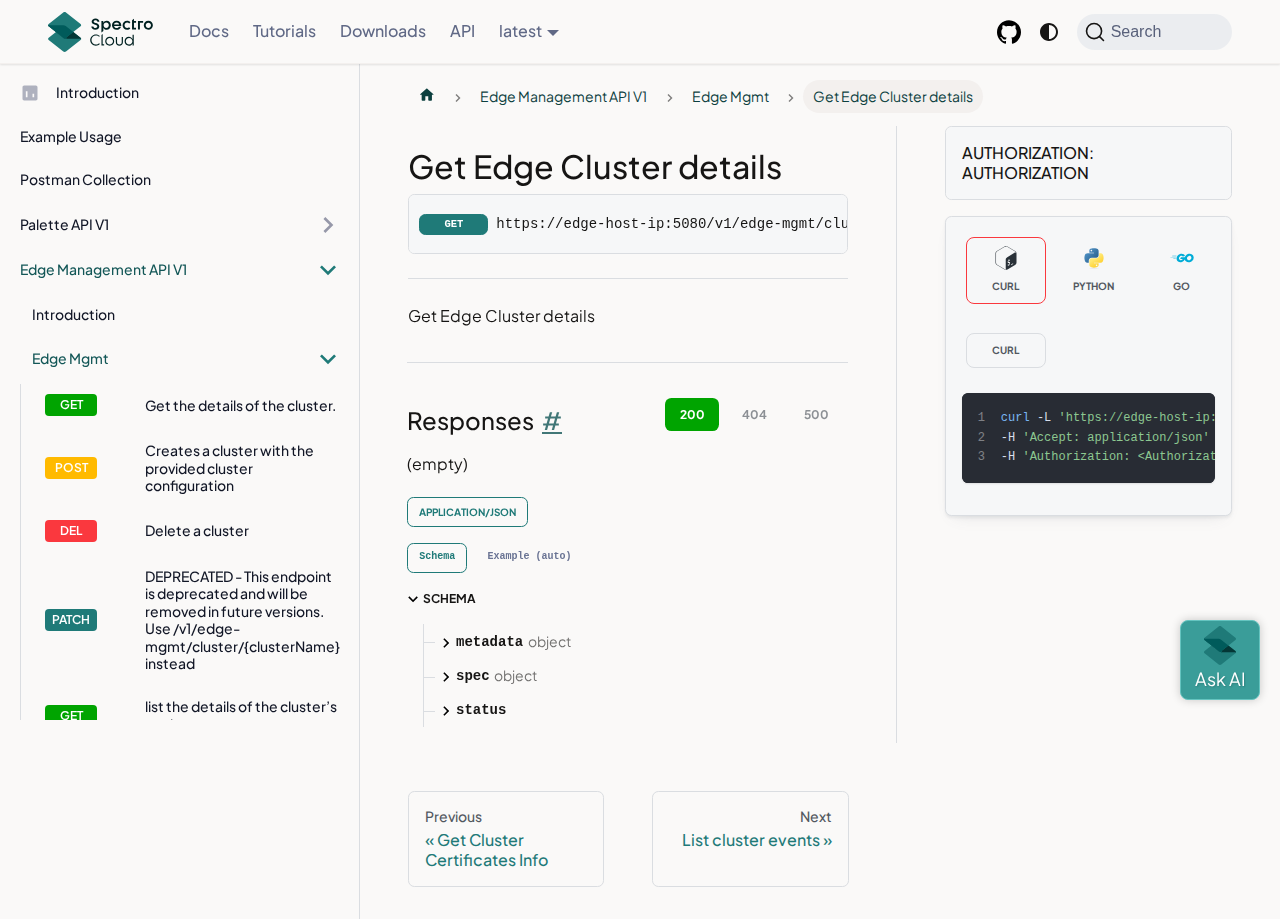 Spectro Cloud
Docs
Tutorials
Downloads
API
latest
Search
Introduction
Example Usage
Postman Collection
Palette API V1
Edge Management API V1
Introduction
Edge Mgmt
GET Get the details of the cluster.
POST Creates a cluster with the
provided cluster
configuration
DEL Delete a cluster
PATCH DEPRECATED - This endpoint
is deprecated and will be
removed in future versions.
Use /v1/edge-
mgmt/cluster/{clusterName}
instead
GET list the details of the cluster's
Edge Management API V1
Edge Mgmt
Get Edge Cluster details
Get Edge Cluster details
GET https://edge-host-ip:5080/v1/edge-mgmt/clu
Get Edge Cluster details
Responses #
200 404 500
(empty)
APPLICATION/JSON
Schema Example (auto)
SCHEMA
metadata object
spec object
status
Previous
« Get Cluster
Certificates Info
Next
List cluster events »
AUTHORIZATION:
AUTHORIZATION
CURL PYTHON GO
CURL
1 curl -L 'https://edge-host-ip:
2 -H 'Accept: application/json'
3 -H 'Authorization: <Authorizat
Ask AI